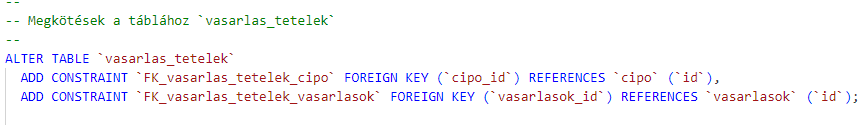 --
-- Megkötések a táblához `vasarlas_tetelek`
--
ALTER TABLE `vasarlas_tetelek`
  ADD CONSTRAINT `FK_vasarlas_tetelek_cipo` FOREIGN KEY (`cipo_id`) REFERENCES `cipo` (`id`),
  ADD CONSTRAINT `FK_vasarlas_tetelek_vasarlasok` FOREIGN KEY (`vasarlasok_id`) REFERENCES `vasarlasok` (`id`);